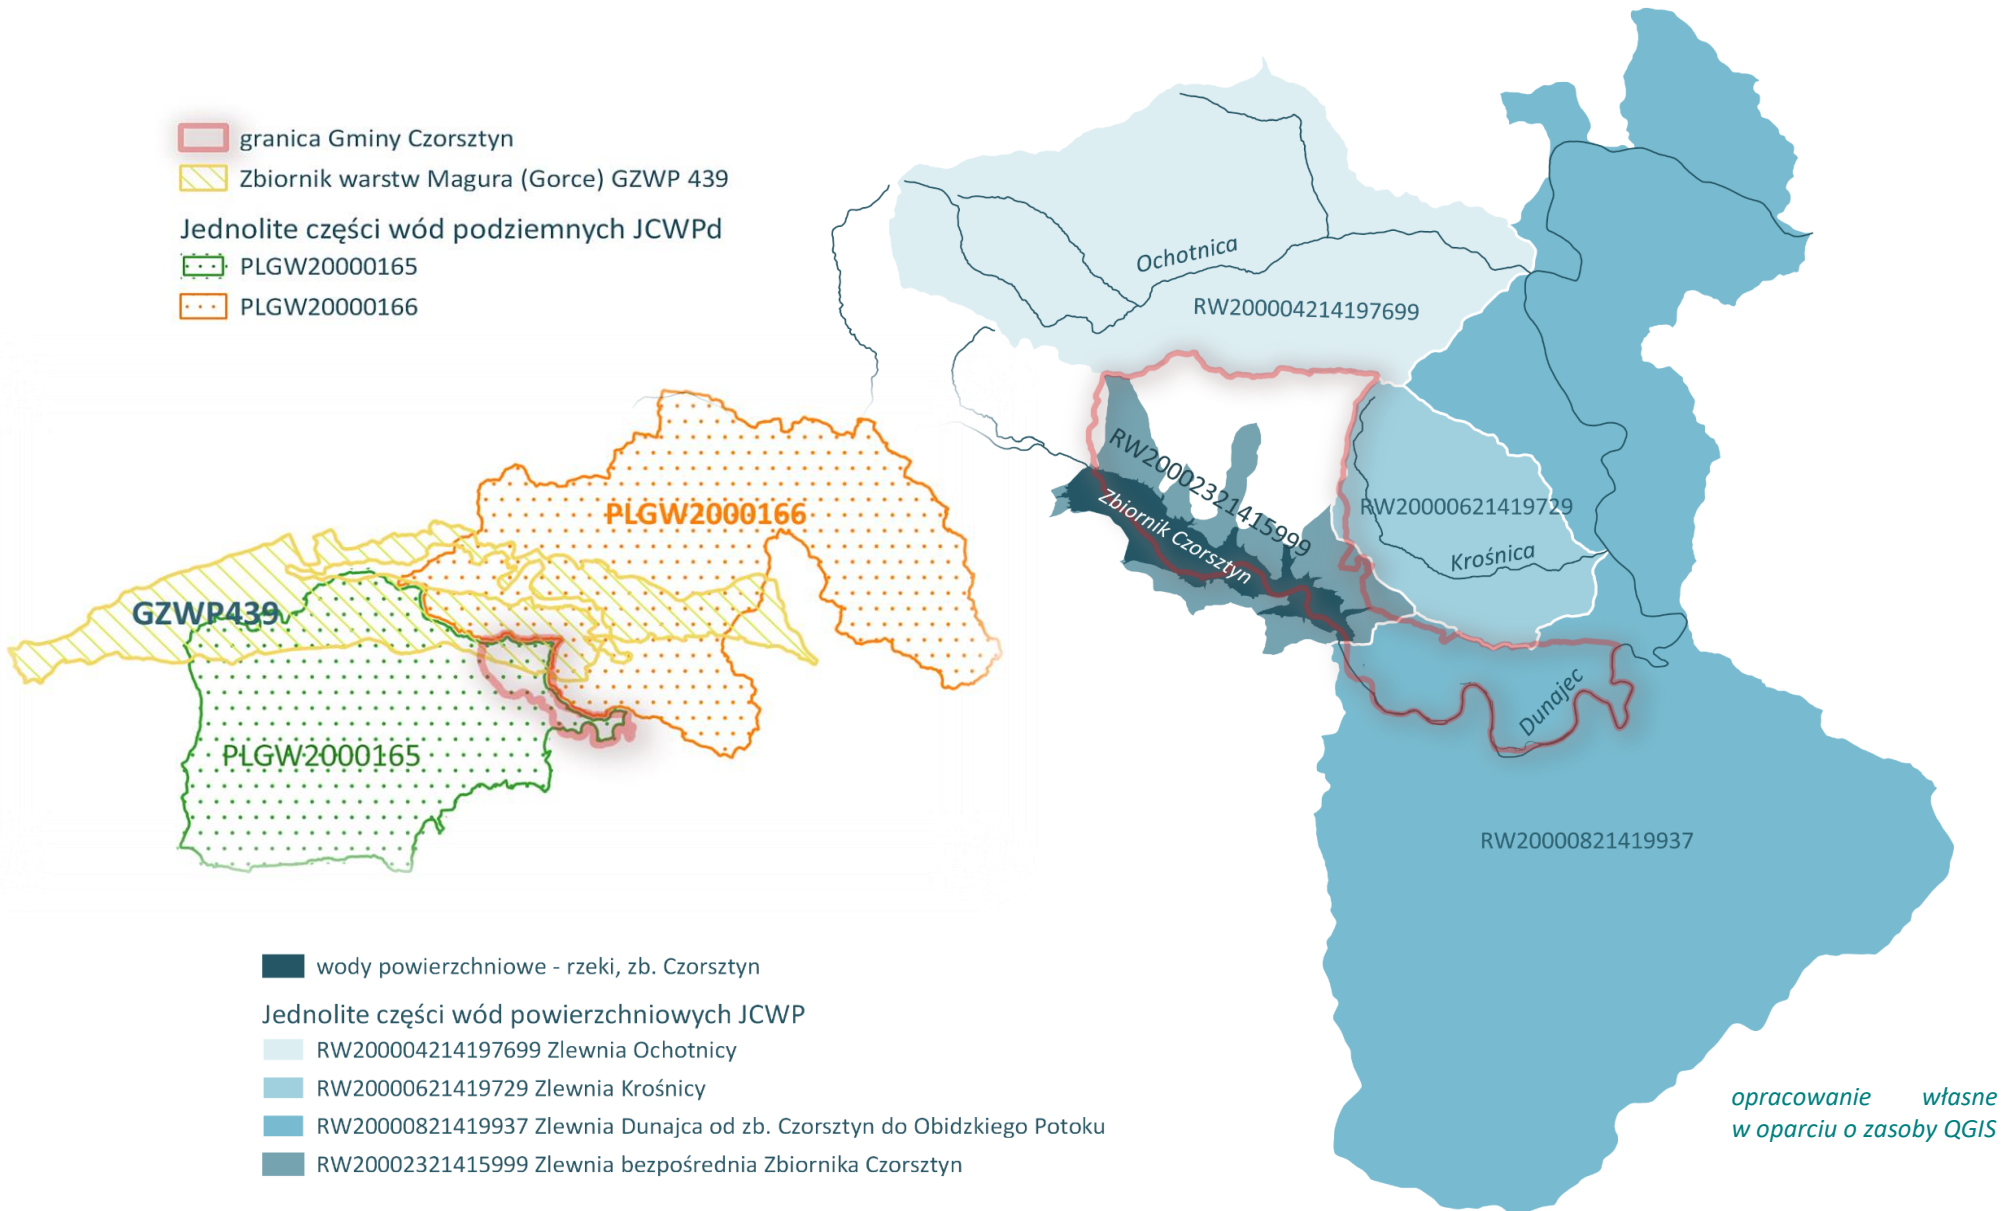 granica Gminy Czorsztyn
Zbiornik warstw Magura (Gorce) GZWP 439
Jednolite części wód podziemnych JCWPd
PLGW20000165
PLGW20000166
PLGW2000166
GZWP439
PLGW2000165
Ochotnica
RW200004214197699
RW20002321415999
Zbiornik Czorsztyn
RW20000621419729
Krośnica
Dunajec
RW20000821419937
wody powierzchniowe - rzeki, zb. Czorsztyn
Jednolite części wód powierzchniowych JCWP
RW200004214197699 Zlewnia Ochotnicy
RW20000621419729 Zlewnia Krośnicy
RW20000821419937 Zlewnia Dunajca od zb. Czorsztyn do Obidzkiego Potoku
RW20002321415999 Zlewnia bezpośrednia Zbiornika Czorsztyn
opracowanie własne
w oparciu o zasoby QGIS